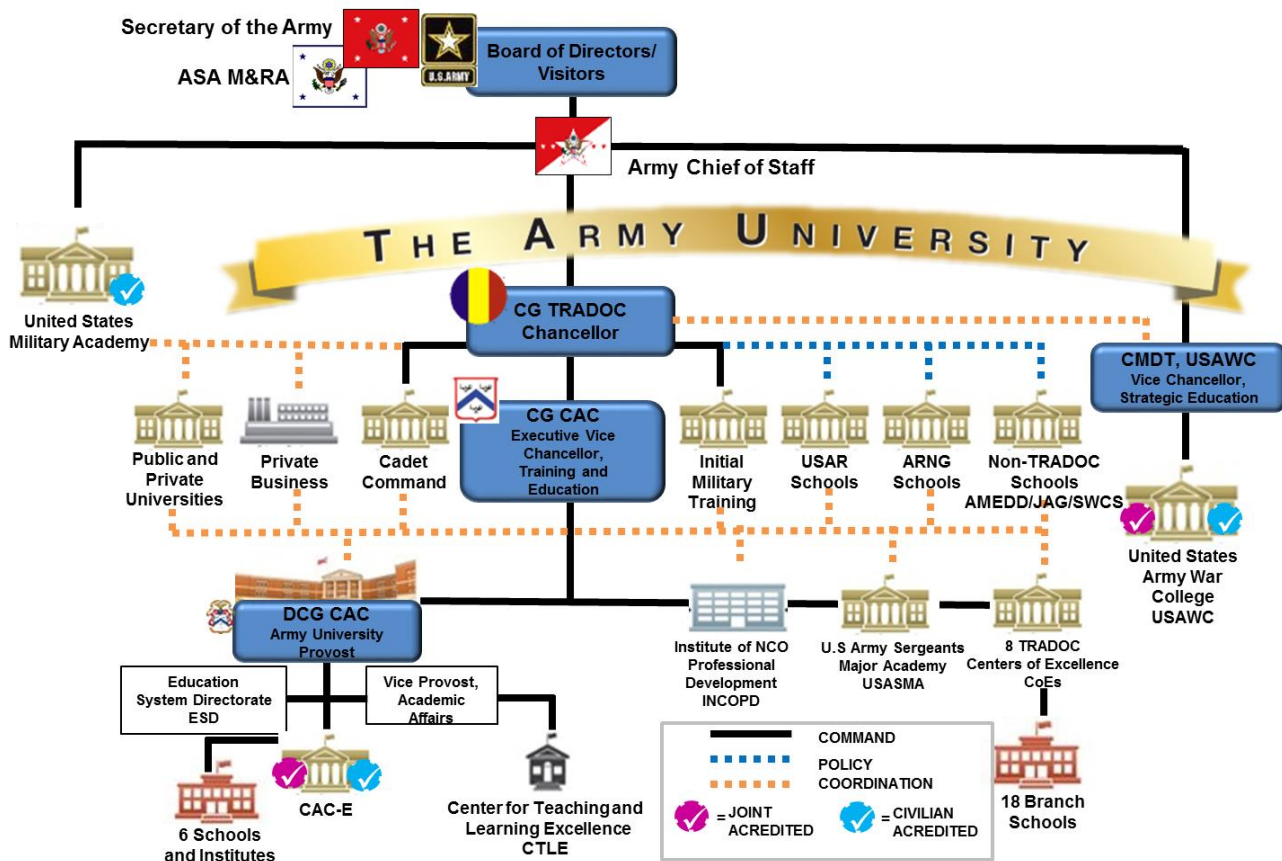 Secretary of the Army
ASA M&RA
U.S.ARMY
Board of Directors/
Visitors
Army Chief of Staff
THE ARMY UNIVERSITY
United States
Military Academy
CG TRADOC
Chancellor
CMDT, USAWC
Vice Chancellor,
Strategic Education
Public and
Private
Universities
Private
Business
Cadet
Command
CG CAC
Executive Vice
Chancellor,
Training and
Education
Initial
Military
Training
USAR
Schools
ARNG
Schools
Non-TRADOC
Schools
AMEDD/JAG/SWCS
United States
Army War
College
USAWC
DCG CAC
Army University
Provost
Institute of NCO
Professional
Development
INCOPD
U.S Army Sergeants
Major Academy
USASMA
8 TRADOC
Centers of Excellence
CoEs
Education
System Directorate
ESD
Vice Provost,
Academic
Affairs
6 Schools
and Institutes
CAC-E
Center for Teaching and
Learning Excellence
CTLE
18 Branch
Schools
COMMAND
POLICY
COORDINATION
= JOINT
ACREDITED
= CIVILIAN
ACREDITED